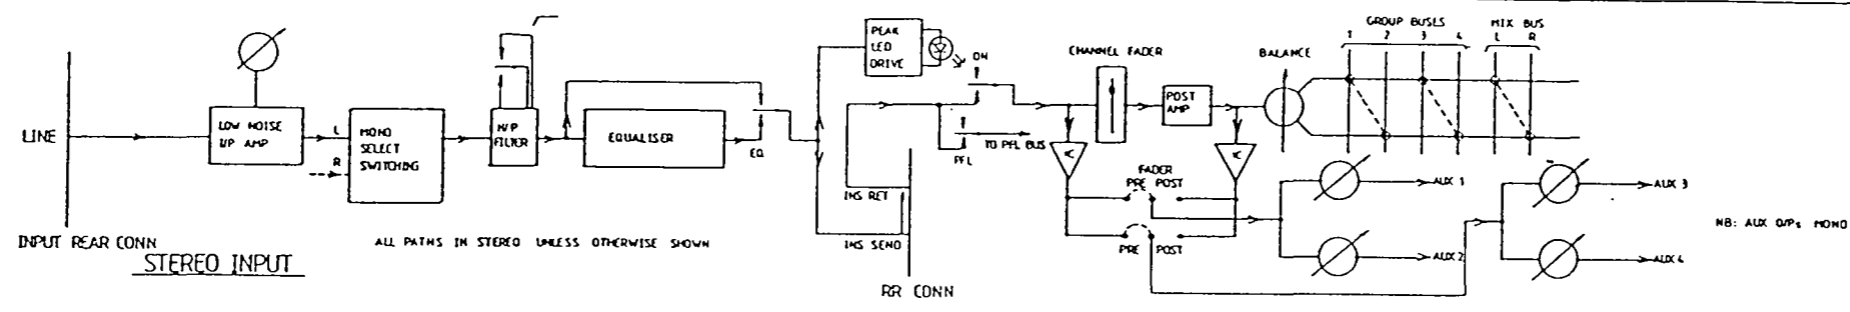 LINE
INPUT REAR CONN
STEREO INPUT
LOW NOISE
I/P AMP
L
R
MONO
SELECT
SWITCHING
H/P
FILTER
EQUALISER
EQ
ALL PATHS IN STEREO UNLESS OTHERWISE SHOWN
PEAK
LED
DRIVE
ON
PFL
TO PFL BUS
INS RET
INS SEND
RR CONN
CHANNEL FADER
POST
AMP
BALANCE
GROUP BUSES
1 2 3 4
MIX BUS
L R
FADER
PRE POST
PRE POST
AUX 1
AUX 2
AUX 3
AUX 4
NB: AUX O/Ps MONO